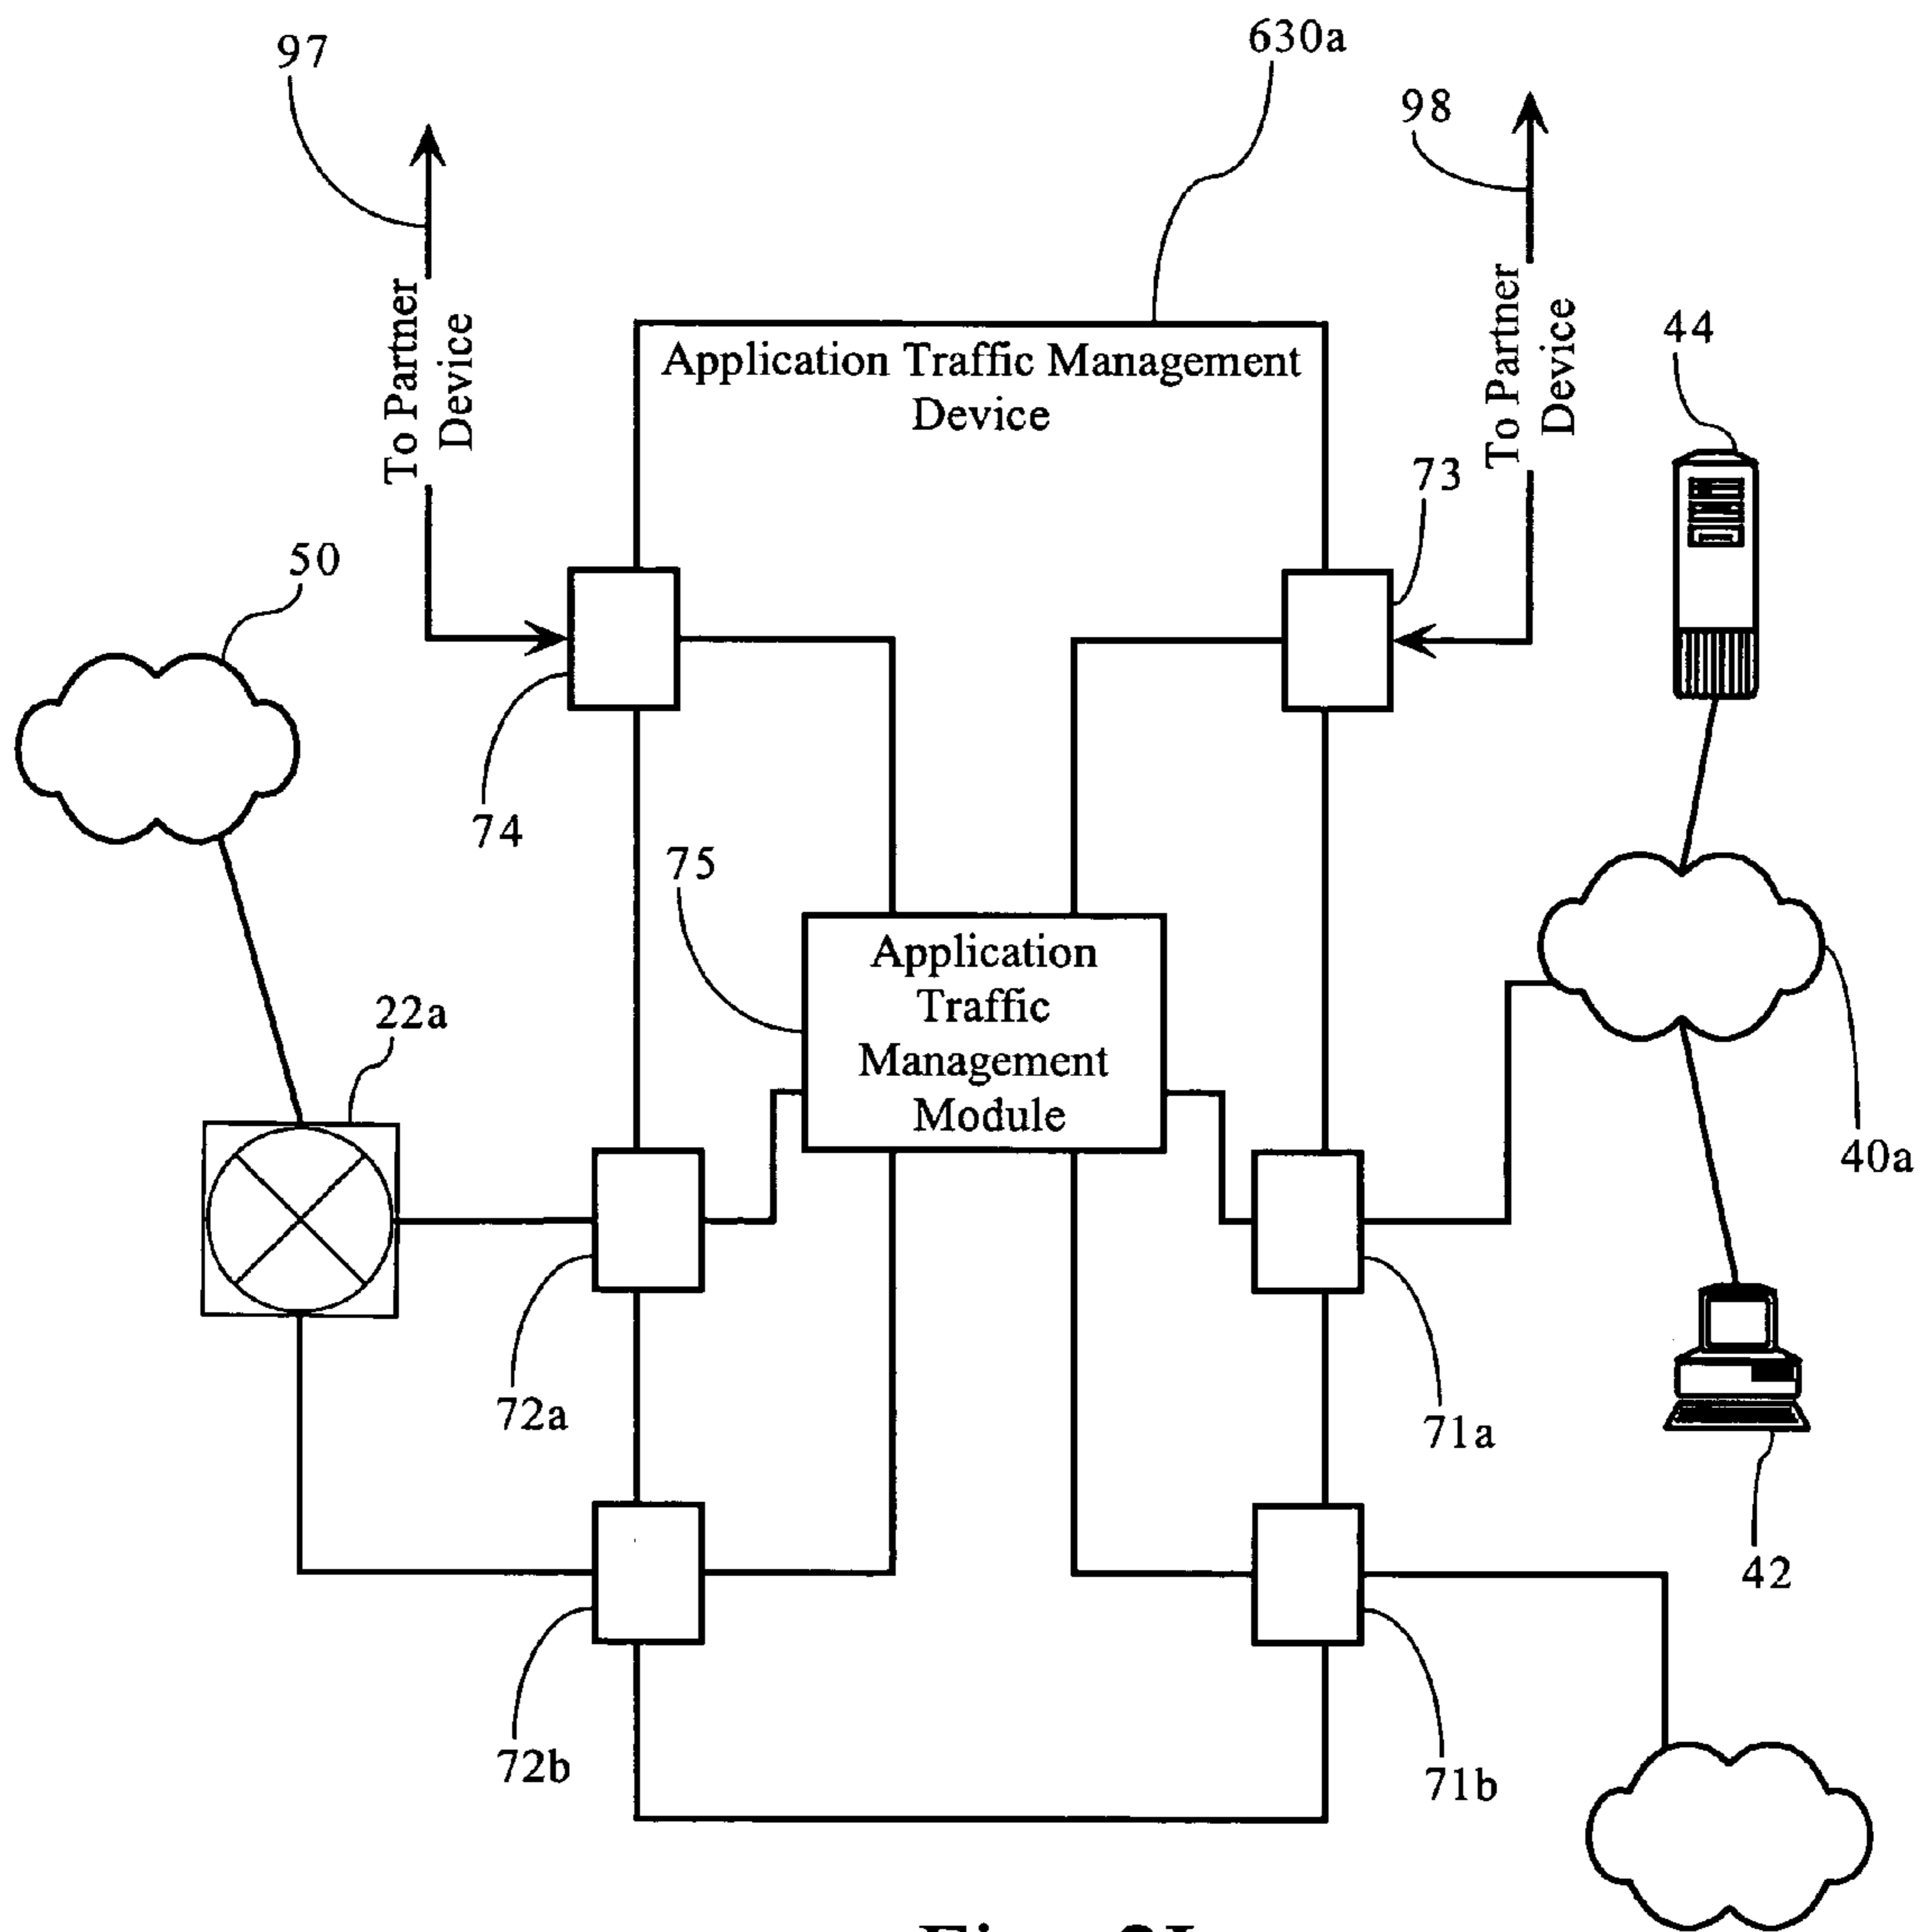 97
630a
98
To Partner
Device
To Partner
Device
44
Application Traffic Management
Device
73
50
74
75
Application
Traffic
Management
Module
22a
40a
72a
71a
42
72b
71b